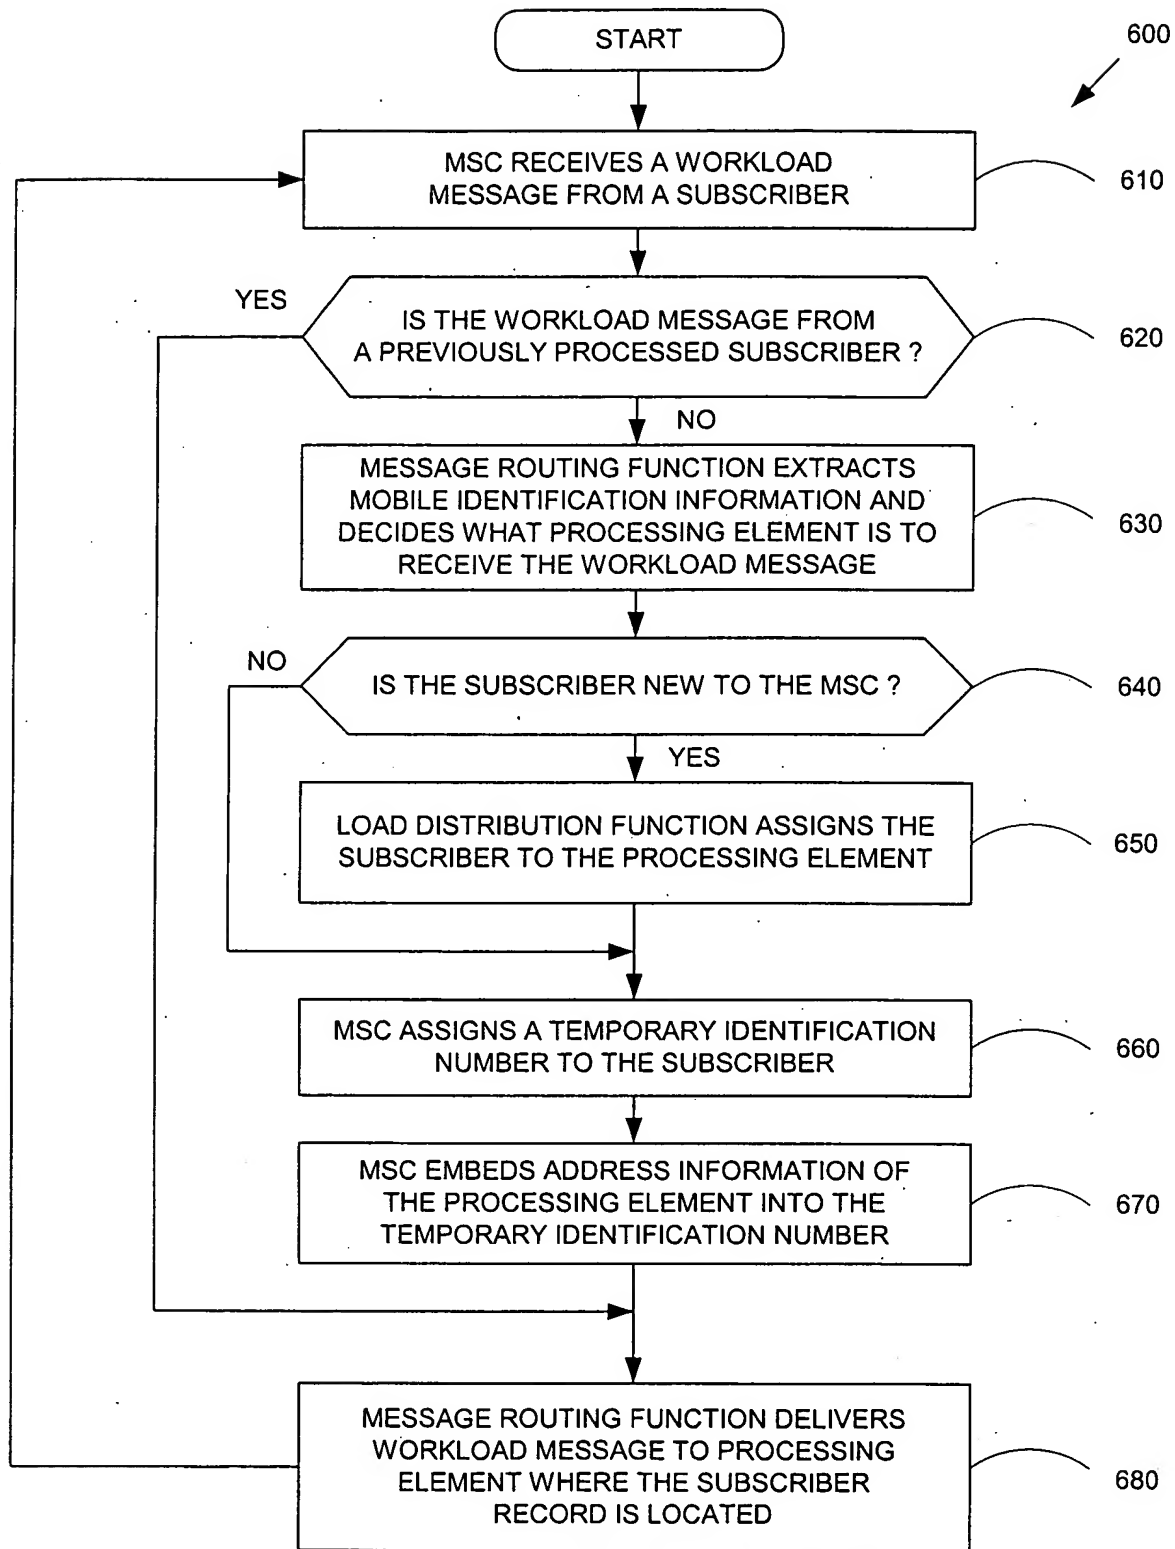 START
600
MSC RECEIVES A WORKLOAD
MESSAGE FROM A SUBSCRIBER
610
YES
IS THE WORKLOAD MESSAGE FROM
A PREVIOUSLY PROCESSED SUBSCRIBER ?
620
NO
MESSAGE ROUTING FUNCTION EXTRACTS
MOBILE IDENTIFICATION INFORMATION AND
DECIDES WHAT PROCESSING ELEMENT IS TO
RECEIVE THE WORKLOAD MESSAGE
630
NO
IS THE SUBSCRIBER NEW TO THE MSC ?
640
YES
LOAD DISTRIBUTION FUNCTION ASSIGNS THE
SUBSCRIBER TO THE PROCESSING ELEMENT
650
MSC ASSIGNS A TEMPORARY IDENTIFICATION
NUMBER TO THE SUBSCRIBER
660
MSC EMBEDS ADDRESS INFORMATION OF
THE PROCESSING ELEMENT INTO THE
TEMPORARY IDENTIFICATION NUMBER
670
MESSAGE ROUTING FUNCTION DELIVERS
WORKLOAD MESSAGE TO PROCESSING
ELEMENT WHERE THE SUBSCRIBER
RECORD IS LOCATED
680